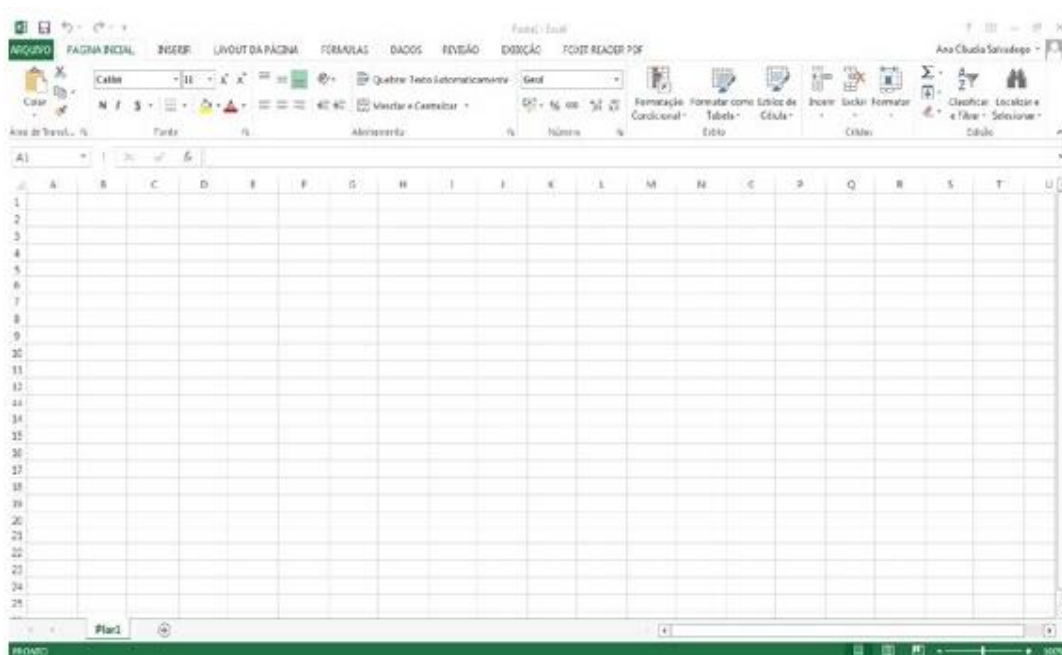 Pasta1 - Excel
ARQUIVO PÁGINA INICIAL INSERIR LAYOUT DA PÁGINA FÓRMULAS DADOS REVISÃO EXIBIÇÃO FOXIT READER PDF Ana Claudia Salvadego
Colar Calibri 11 Quebrar Texto Automaticamente Geral
N I S Mesclar e Centralizar % 000 Formatação Condicional Formatar como Tabela Estilos de Célula Inserir Excluir Formatar Classificar e Filtrar Localizar e Selecionar
Área de Transf... Fonte Alinhamento Número Estilo Células Edição
A1 fx
A B C D E F G H I J K L M N O P Q R S T U
1
2
3
4
5
6
7
8
9
10
11
12
13
14
15
16
17
18
19
20
21
22
23
24
25
Plan1
PRONTO 100%